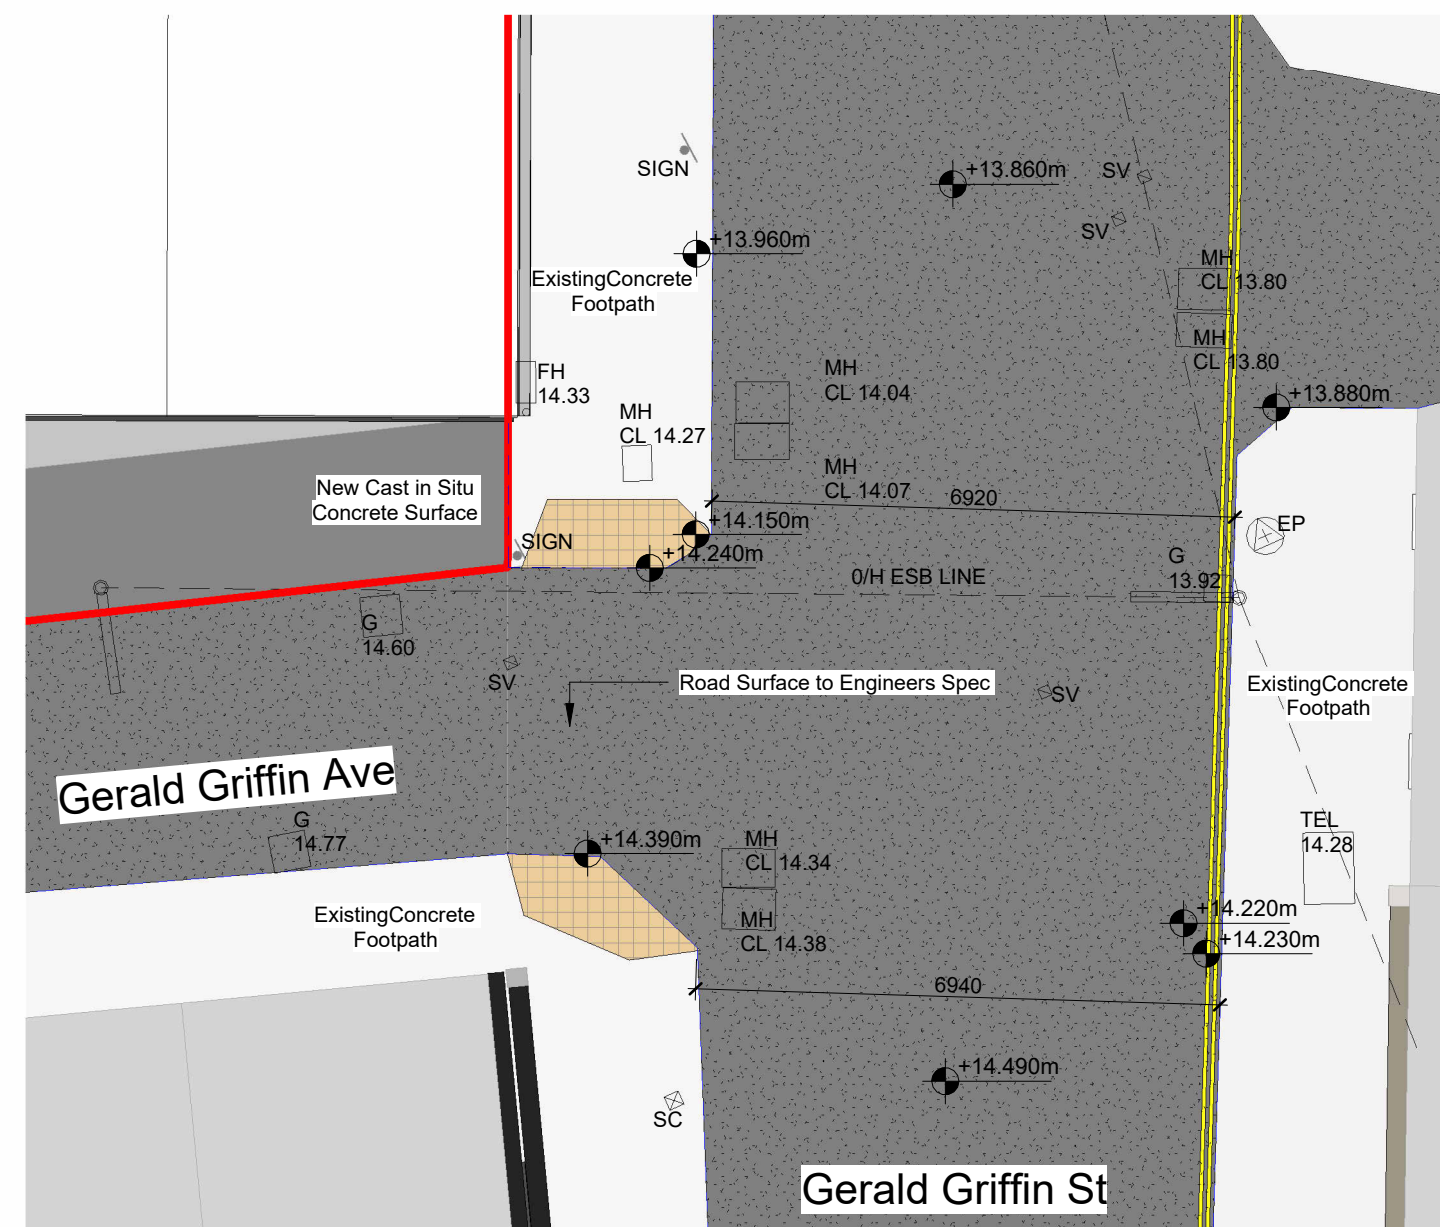 SIGN
+13.860m
SV
SV
+13.960m
MH
CL 13.80
ExistingConcrete
Footpath
MH
CL 13.80
FH
14.33
MH
CL 14.04
+13.880m
MH
CL 14.27
MH
CL 14.07
6920
New Cast in Situ
Concrete Surface
+14.150m
EP
SIGN
+14.240m
G
13.92
0/H ESB LINE
G
14.60
SV
Road Surface to Engineers Spec
SV
ExistingConcrete
Footpath
Gerald Griffin Ave
G
14.77
+14.390m
MH
CL 14.34
TEL
14.28
ExistingConcrete
Footpath
MH
CL 14.38
+14.220m
+14.230m
6940
+14.490m
SC
Gerald Griffin St